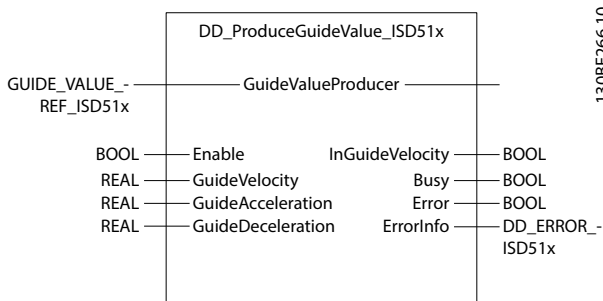 DD_ProduceGuideValue_ISD51x
GUIDE_VALUE_-
REF_ISD51x
GuideValueProducer
BOOL Enable InGuideVelocity BOOL
REAL GuideVelocity Busy BOOL
REAL GuideAcceleration Error BOOL
REAL GuideDeceleration ErrorInfo DD_ERROR_-
ISD51x
130BF266.10